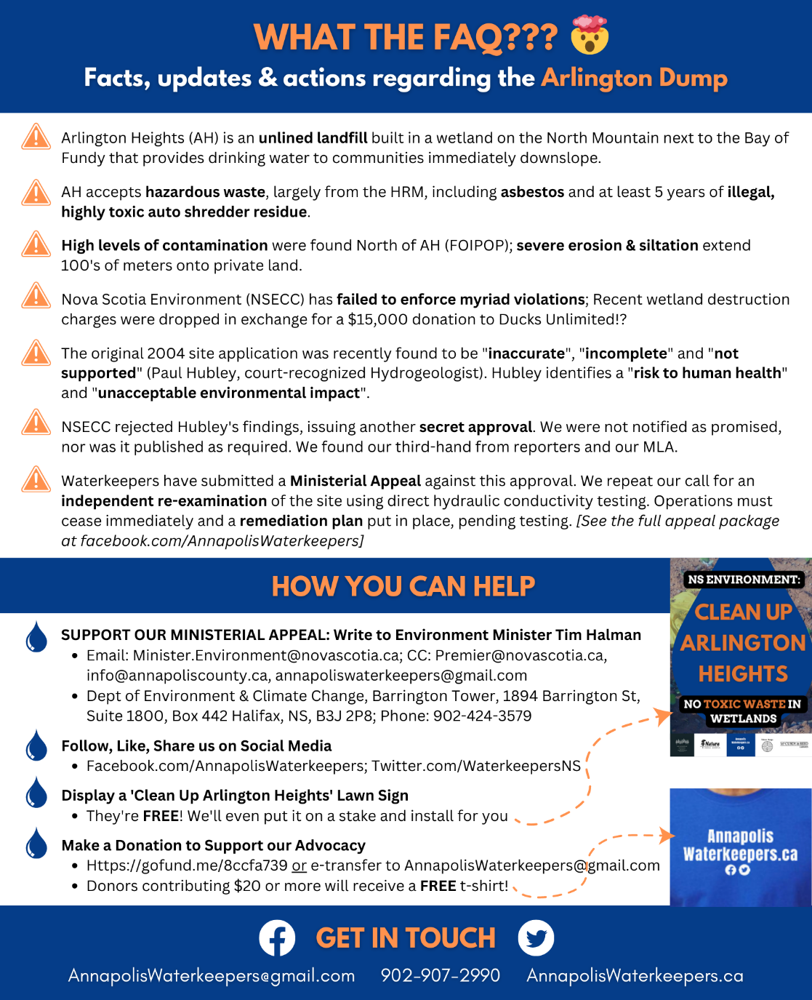 WHAT THE FAQ???
Facts, updates & actions regarding the Arlington Dump
Arlington Heights (AH) is an unlined landfill built in a wetland on the North Mountain next to the Bay of
Fundy that provides drinking water to communities immediately downslope.
AH accepts hazardous waste, largely from the HRM, including asbestos and at least 5 years of illegal,
highly toxic auto shredder residue.
High levels of contamination were found North of AH (FOIPOP); severe erosion & siltation extend
100's of meters onto private land.
Nova Scotia Environment (NSECC) has failed to enforce myriad violations; Recent wetland destruction
charges were dropped in exchange for a $15,000 donation to Ducks Unlimited!?
The original 2004 site application was recently found to be "inaccurate", "incomplete" and "not
supported" (Paul Hubley, court-recognized Hydrogeologist). Hubley identifies a "risk to human health"
and "unacceptable environmental impact".
NSECC rejected Hubley's findings, issuing another secret approval. We were not notified as promised,
nor was it published as required. We found our third-hand from reporters and our MLA.
Waterkeepers have submitted a Ministerial Appeal against this approval. We repeat our call for an
independent re-examination of the site using direct hydraulic conductivity testing. Operations must
cease immediately and a remediation plan put in place, pending testing. [See the full appeal package
at facebook.com/AnnapolisWaterkeepers]
HOW YOU CAN HELP
SUPPORT OUR MINISTERIAL APPEAL: Write to Environment Minister Tim Halman
• Email: Minister.Environment@novascotia.ca; CC: Premier@novascotia.ca,
info@annapoliscounty.ca, annapoliswaterkeepers@gmail.com
• Dept of Environment & Climate Change, Barrington Tower, 1894 Barrington St,
Suite 1800, Box 442 Halifax, NS, B3J 2P8; Phone: 902-424-3579
Follow, Like, Share us on Social Media
• Facebook.com/AnnapolisWaterkeepers; Twitter.com/WaterkeepersNS
Display a 'Clean Up Arlington Heights' Lawn Sign
• They're FREE! We'll even put it on a stake and install for you
Make a Donation to Support our Advocacy
• Https://gofund.me/8ccfa739 or e-transfer to AnnapolisWaterkeepers@gmail.com
• Donors contributing $20 or more will receive a FREE t-shirt!
NS ENVIRONMENT:
CLEAN UP
ARLINGTON
HEIGHTS
NO TOXIC WASTE IN
WETLANDS
Nature
Annapolis
Waterkeepers.ca
Annapolis
Waterkeepers.ca
GET IN TOUCH
AnnapolisWaterkeepers@gmail.com 902-907-2990 AnnapolisWaterkeepers.ca